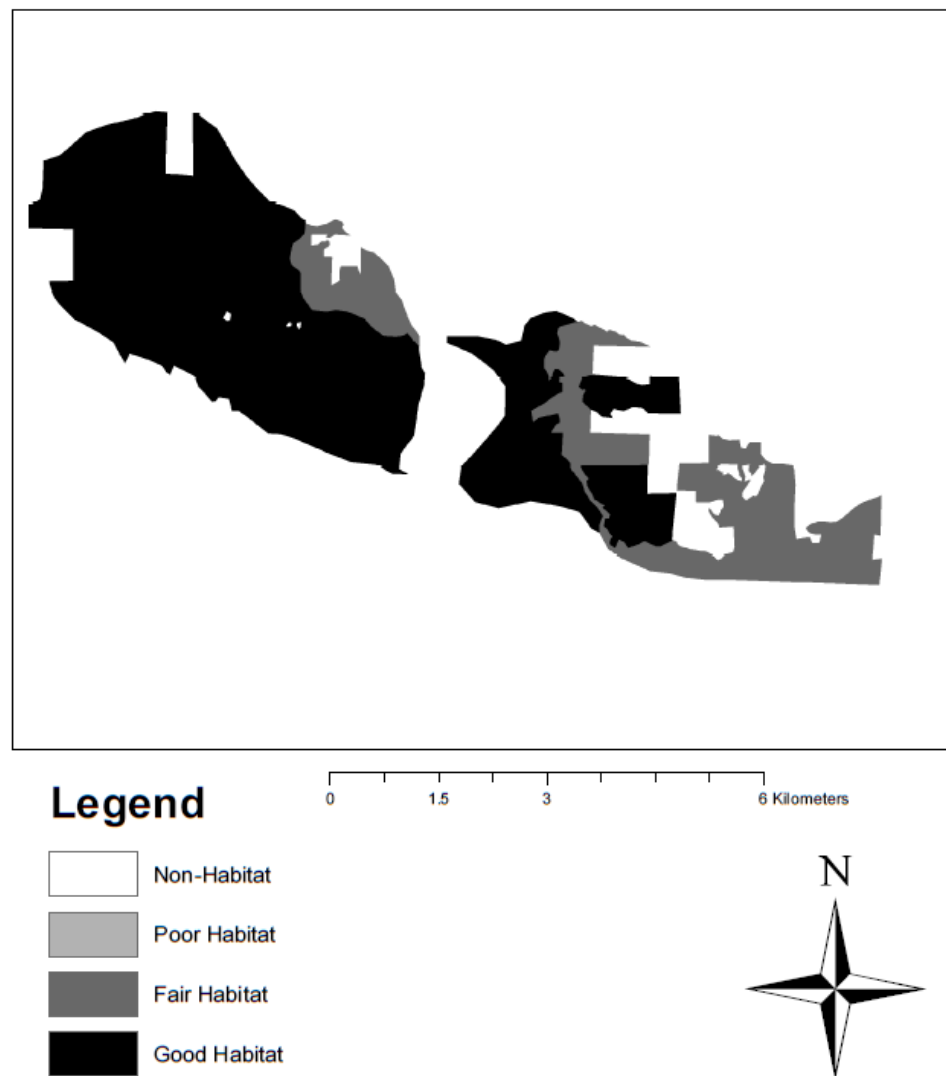 Legend
0 1.5 3 6 Kilometers
Non-Habitat
Poor Habitat
Fair Habitat
Good Habitat
N